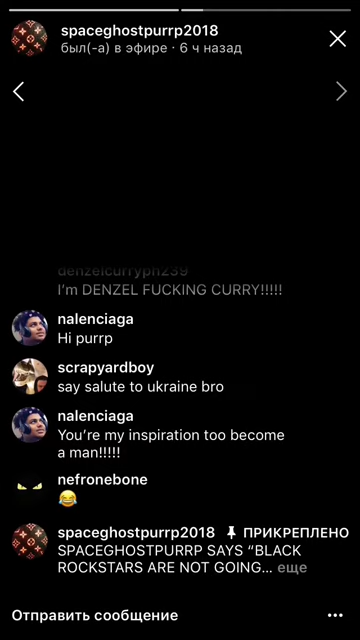 spaceghostpurrp2018
был(-а) в эфире · 6 ч назад
denzelcurryph239
I'm DENZEL FUCKING CURRY!!!!!
nalenciaga
Hi purrp
scrapyardboy
say salute to ukraine bro
nalenciaga
You're my inspiration too become
a man!!!!!
nefronebone
😂
spaceghostpurrp2018 ПРИКРЕПЛЕНО
SPACEGHOSTPURRP SAYS “BLACK
ROCKSTARS ARE NOT GOING... еще
Отправить сообщение